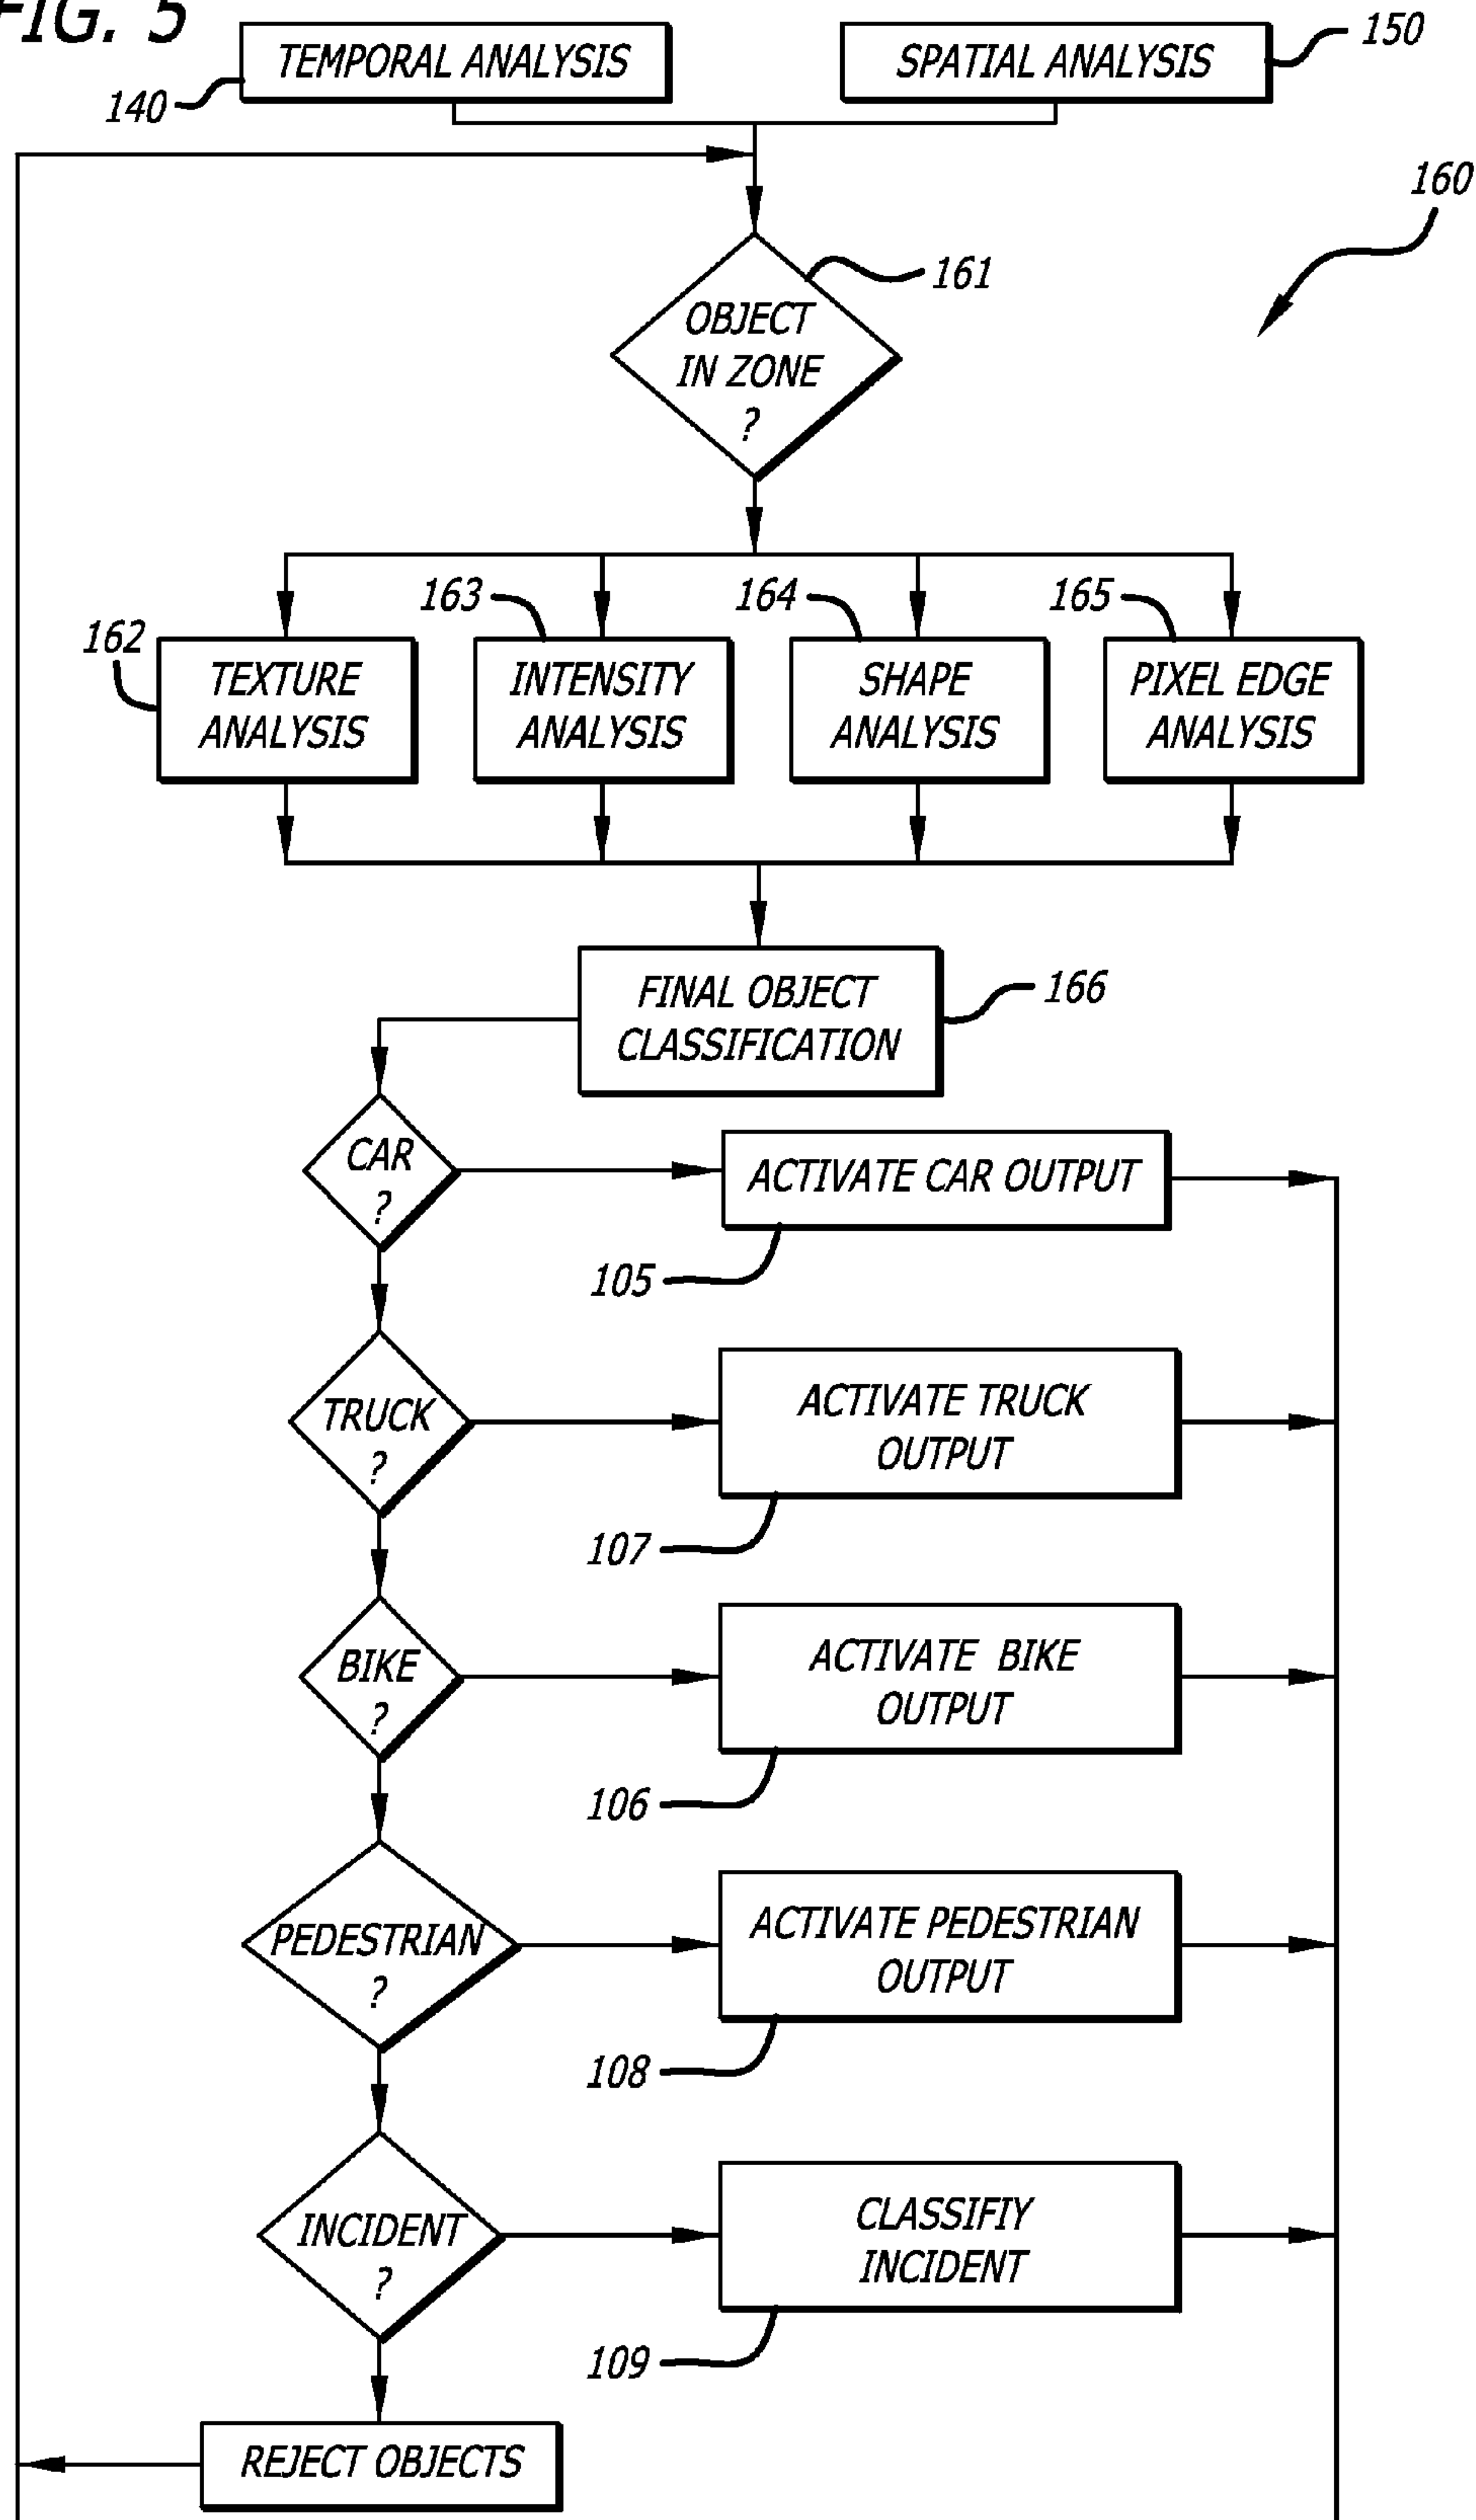 FIG. 5
TEMPORAL ANALYSIS
SPATIAL ANALYSIS
150
140
160
161
OBJECT
IN ZONE
?
163
164
165
162
TEXTURE
ANALYSIS
INTENSITY
ANALYSIS
SHAPE
ANALYSIS
PIXEL EDGE
ANALYSIS
FINAL OBJECT
CLASSIFICATION
166
CAR
?
ACTIVATE CAR OUTPUT
105
TRUCK
?
ACTIVATE TRUCK
OUTPUT
107
BIKE
?
ACTIVATE BIKE
OUTPUT
106
PEDESTRIAN
?
ACTIVATE PEDESTRIAN
OUTPUT
108
INCIDENT
?
CLASSIFIY
INCIDENT
109
REJECT OBJECTS